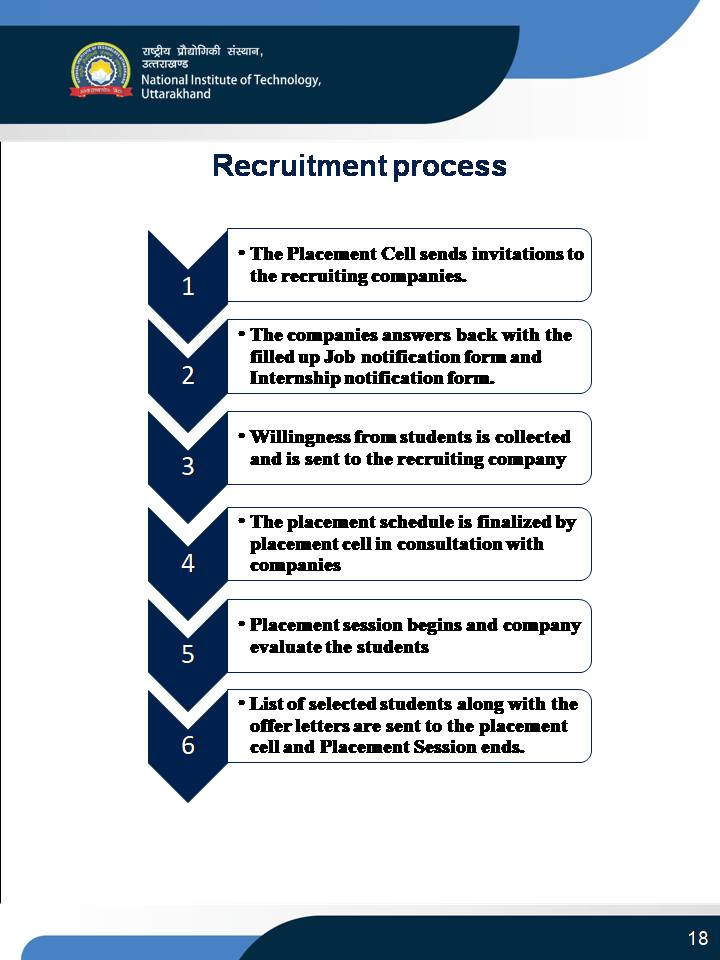 राष्ट्रीय प्रौद्योगिकी संस्थान,
उत्तराखण्ड
National Institute of Technology,
Uttarakhand
Recruitment process
1
• The Placement Cell sends invitations to
the recruiting companies.
2
• The companies answers back with the
filled up Job notification form and
Internship notification form.
3
• Willingness from students is collected
and is sent to the recruiting company
4
• The placement schedule is finalized by
placement cell in consultation with
companies
5
• Placement session begins and company
evaluate the students
6
• List of selected students along with the
offer letters are sent to the placement
cell and Placement Session ends.
18